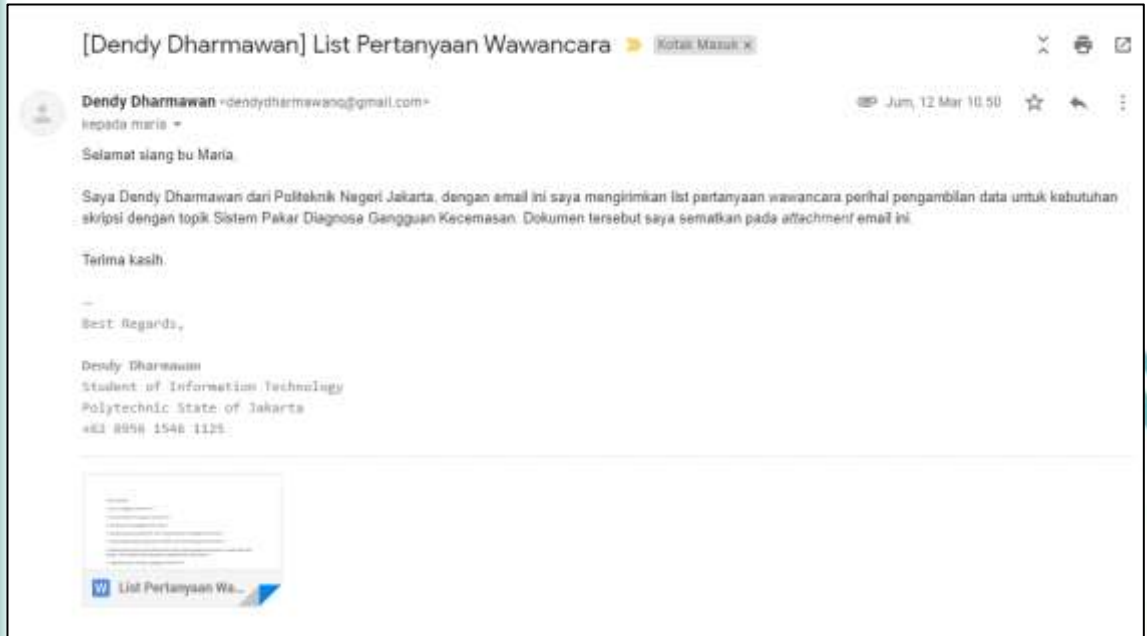 [Dendy Dharmawan] List Pertanyaan Wawancara Kotak Masuk x
Dendy Dharmawan <dendydharmawanq@gmail.com> Jum, 12 Mar 10.50
kepada maria
Selamat siang bu Maria.
Saya Dendy Dharmawan dari Politeknik Negeri Jakarta, dengan email ini saya mengirimkan list pertanyaan wawancara perihal pengambilan data untuk kebutuhan
skripsi dengan topik Sistem Pakar Diagnosa Gangguan Kecemasan. Dokumen tersebut saya sematkan pada attachment email ini.
Terima kasih.
--
Best Regards,
Dendy Dharmawan
Student of Information Technology
Polytechnic State of Jakarta
+62 8956 1546 1125
W List Pertanyaan Wa...